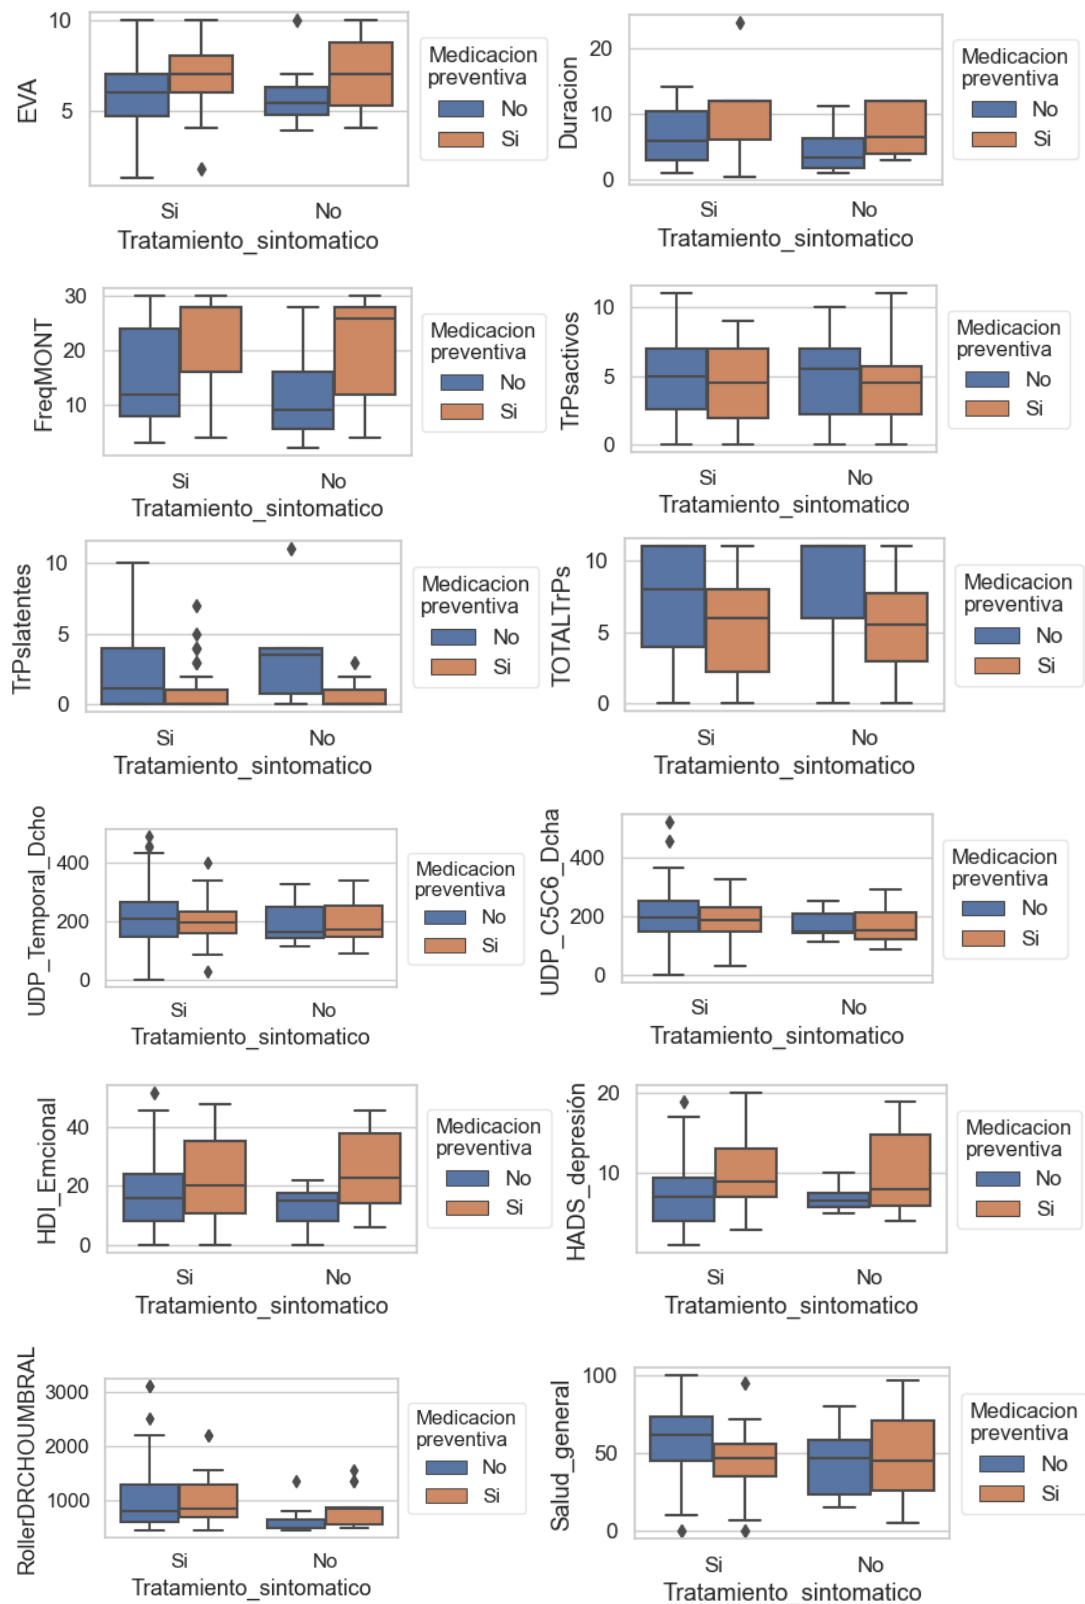 EVA
10
5
Si
No
Tratamiento_sintomatico
Medicacion
preventiva
No
Si
Duracion
20
10
0
Si
No
Tratamiento_sintomatico
Medicacion
preventiva
No
Si
FreqMONT
30
20
10
Si
No
Tratamiento_sintomatico
Medicacion
preventiva
No
Si
TrPsactivos
10
5
0
Si
No
Tratamiento_sintomatico
Medicacion
preventiva
No
Si
TrPslatentes
10
5
0
Si
No
Tratamiento_sintomatico
Medicacion
preventiva
No
Si
TOTALTrPs
10
5
0
Si
No
Tratamiento_sintomatico
Medicacion
preventiva
No
Si
UDP_Temporal_Dcho
400
200
0
Si
No
Tratamiento_sintomatico
Medicacion
preventiva
No
Si
UDP_C5C6_Dcha
400
200
0
Si
No
Tratamiento_sintomatico
Medicacion
preventiva
No
Si
HDI_Emcional
40
20
0
Si
No
Tratamiento_sintomatico
Medicacion
preventiva
No
Si
HADS_depresión
20
10
Si
No
Tratamiento_sintomatico
Medicacion
preventiva
No
Si
RollerDRCHOUMBRAL
3000
2000
1000
Si
No
Tratamiento_sintomatico
Medicacion
preventiva
No
Si
Salud_general
100
50
0
Si
No
Tratamiento_sintomatico
Medicacion
preventiva
No
Si